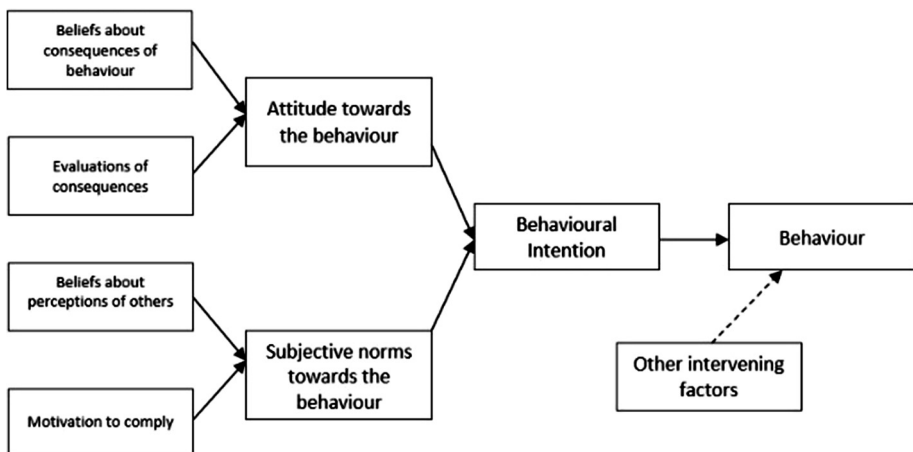 Beliefs about
consequences of
behaviour
Evaluations of
consequences
Attitude towards
the behaviour
Beliefs about
perceptions of others
Motivation to comply
Subjective norms
towards the
behaviour
Behavioural
Intention
Behaviour
Other intervening
factors